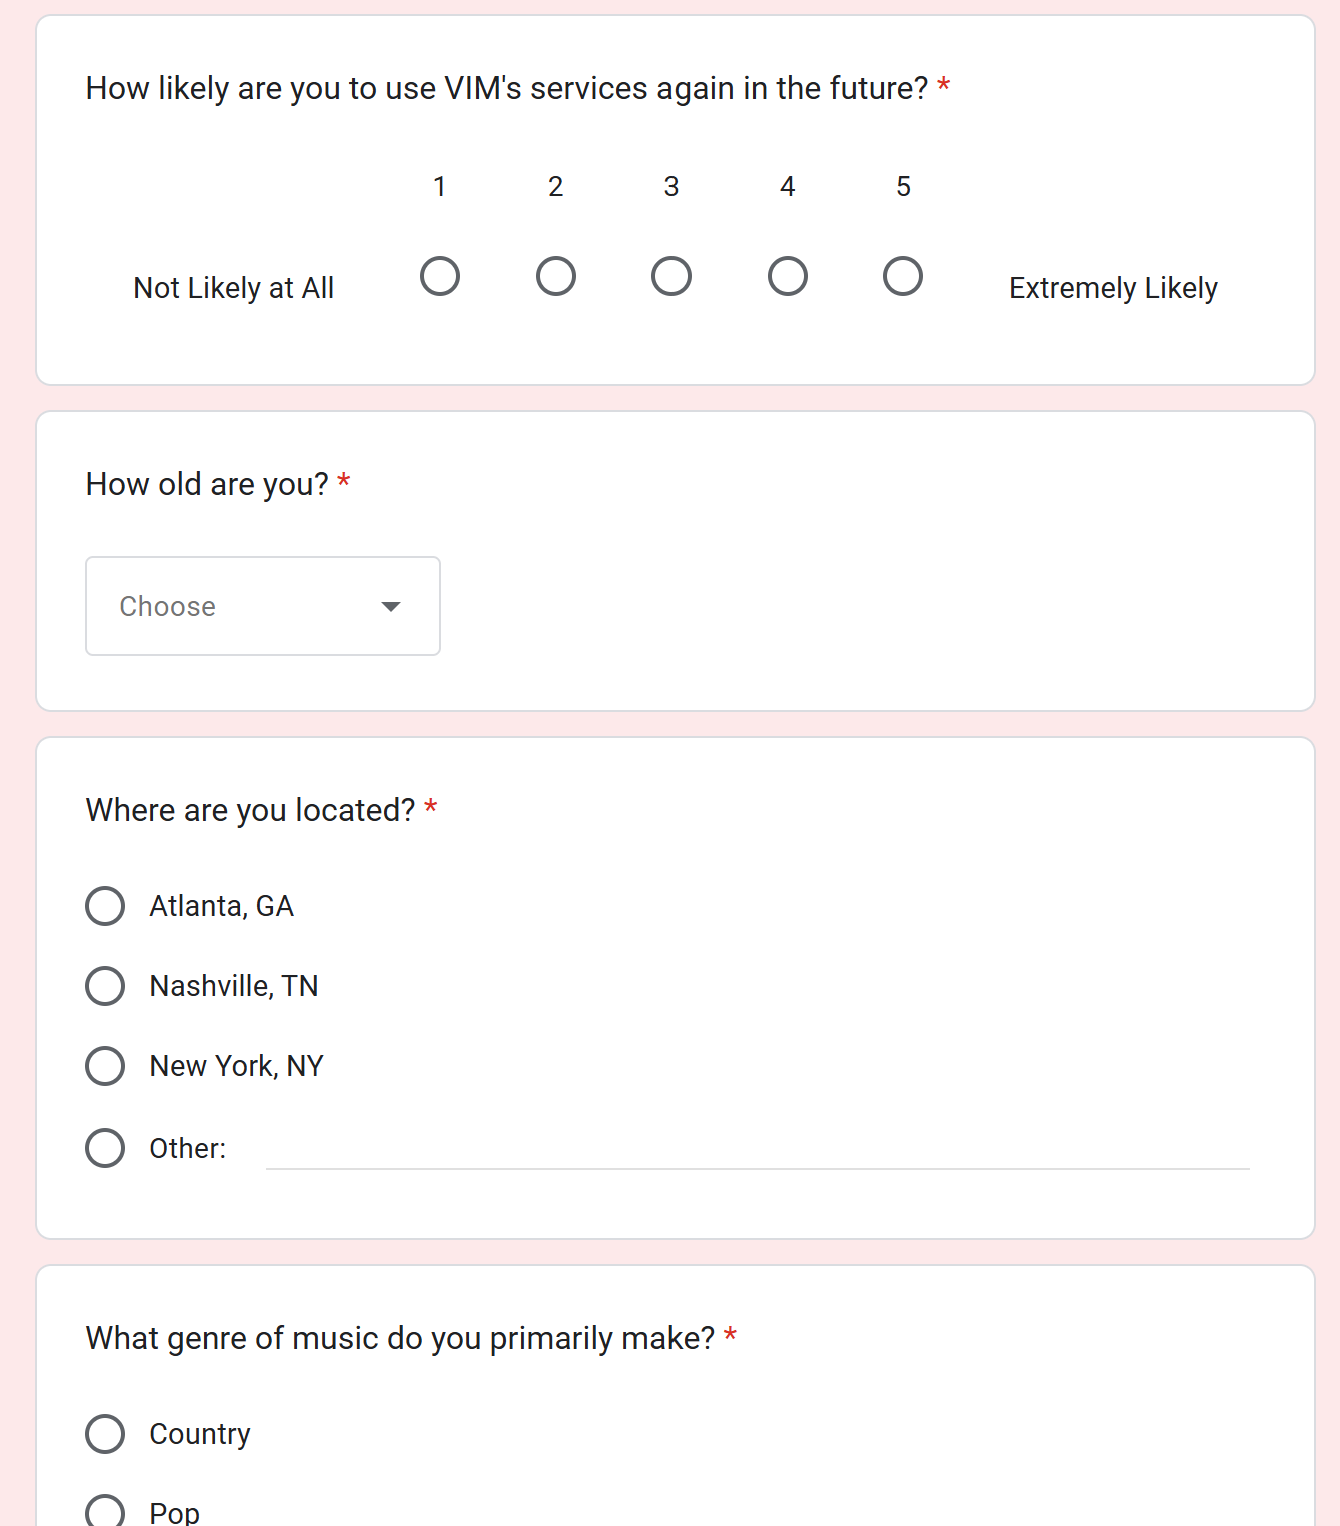 How likely are you to use VIM's services again in the future? *
1 2 3 4 5
Not Likely at All Extremely Likely
How old are you? *
Choose
Where are you located? *
Atlanta, GA
Nashville, TN
New York, NY
Other:
What genre of music do you primarily make? *
Country
Pop